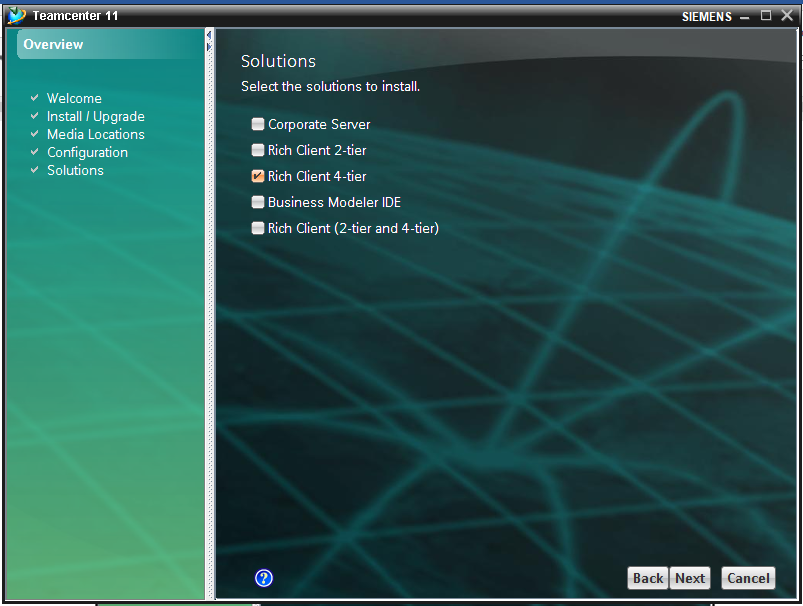 Teamcenter 11
SIEMENS
Overview
Welcome
Install / Upgrade
Media Locations
Configuration
Solutions
Solutions
Select the solutions to install.
Corporate Server
Rich Client 2-tier
Rich Client 4-tier
Business Modeler IDE
Rich Client (2-tier and 4-tier)
?
Back Next Cancel